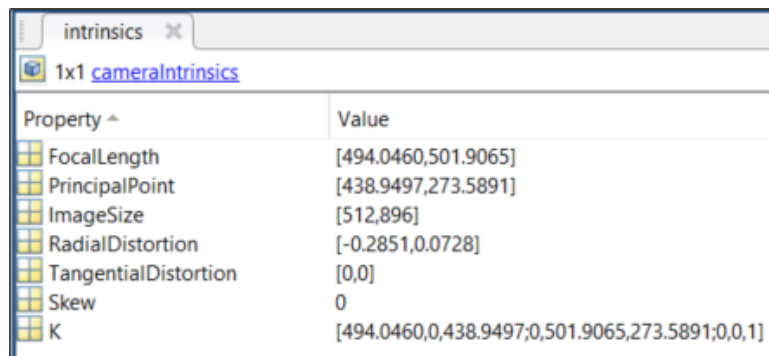 intrinsics
1x1 cameraIntrinsics
Property Value
FocalLength [494.0460,501.9065]
PrincipalPoint [438.9497,273.5891]
ImageSize [512,896]
RadialDistortion [-0.2851,0.0728]
TangentialDistortion [0,0]
Skew 0
K [494.0460,0,438.9497;0,501.9065,273.5891;0,0,1]